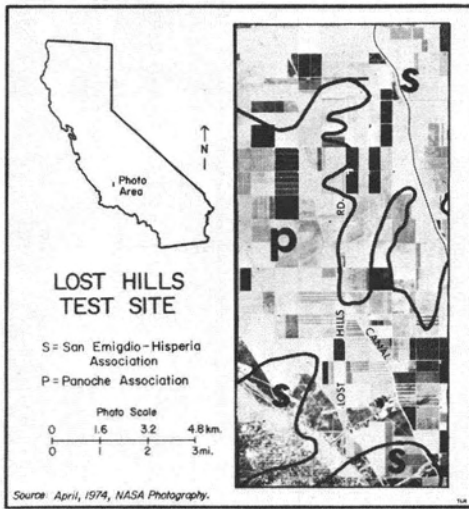 N
Photo
Area
LOST HILLS
TEST SITE
S = San Emigdio-Hisperia
Association
P = Panoche Association
Photo Scale
0 1.6 3.2 4.8 km.
0 1 2 3 mi.
Source: April, 1974, NASA Photography.
S
P
RD.
HILLS
LOST
CANAL
S
S